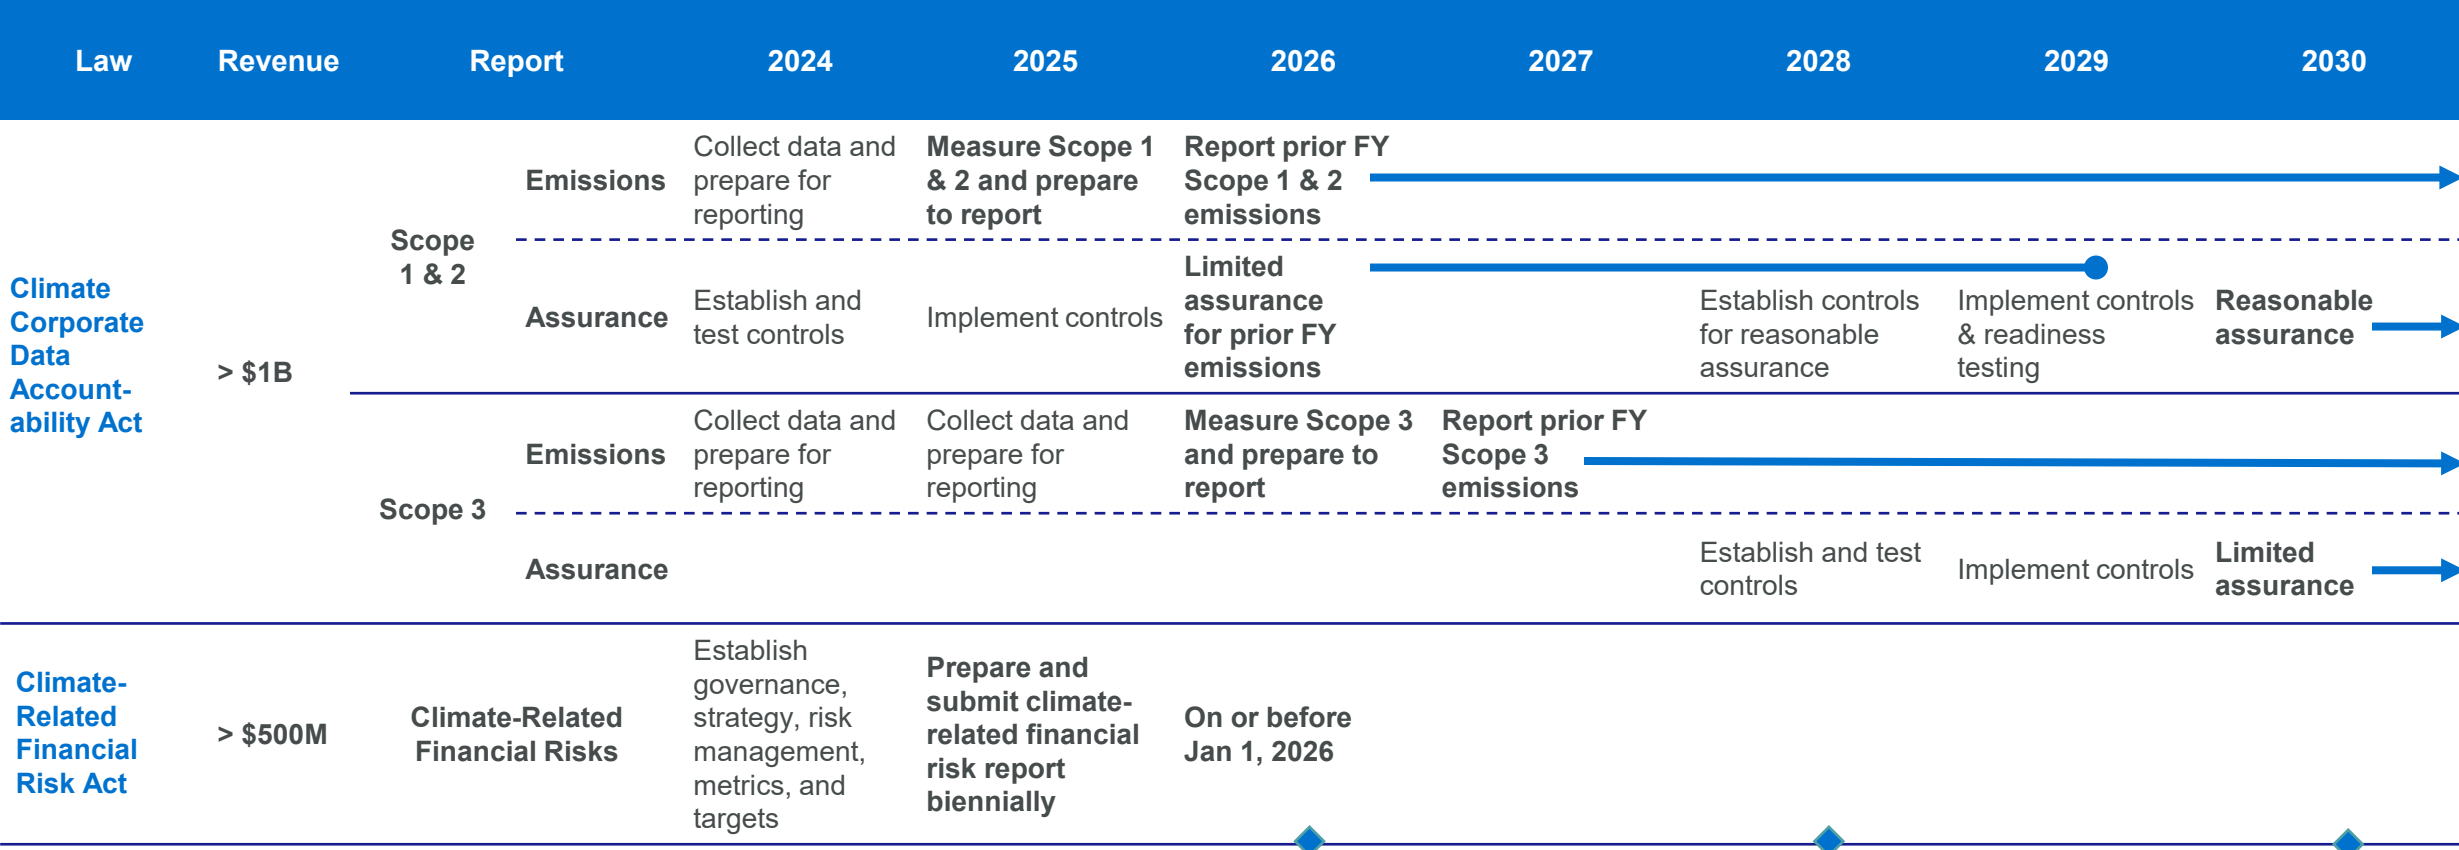 Law Revenue Report 2024 2025 2026 2027 2028 2029 2030
Climate
Corporate
Data
Account-
ability Act
> $1B
Scope
1 & 2
Emissions
Collect data and
prepare for
reporting
Measure Scope 1
& 2 and prepare
to report
Report prior FY
Scope 1 & 2
emissions
Assurance
Establish and
test controls
Implement controls
Limited
assurance
for prior FY
emissions
Establish controls
for reasonable
assurance
Implement controls
& readiness
testing
Reasonable
assurance
Scope 3
Emissions
Collect data and
prepare for
reporting
Collect data and
prepare for
reporting
Measure Scope 3
and prepare to
report
Report prior FY
Scope 3
emissions
Assurance
Establish and test
controls
Implement controls
Limited
assurance
Climate-
Related
Financial
Risk Act
> $500M
Climate-Related
Financial Risks
Establish
governance,
strategy, risk
management,
metrics, and
targets
Prepare and
submit climate-
related financial
risk report
biennially
On or before
Jan 1, 2026